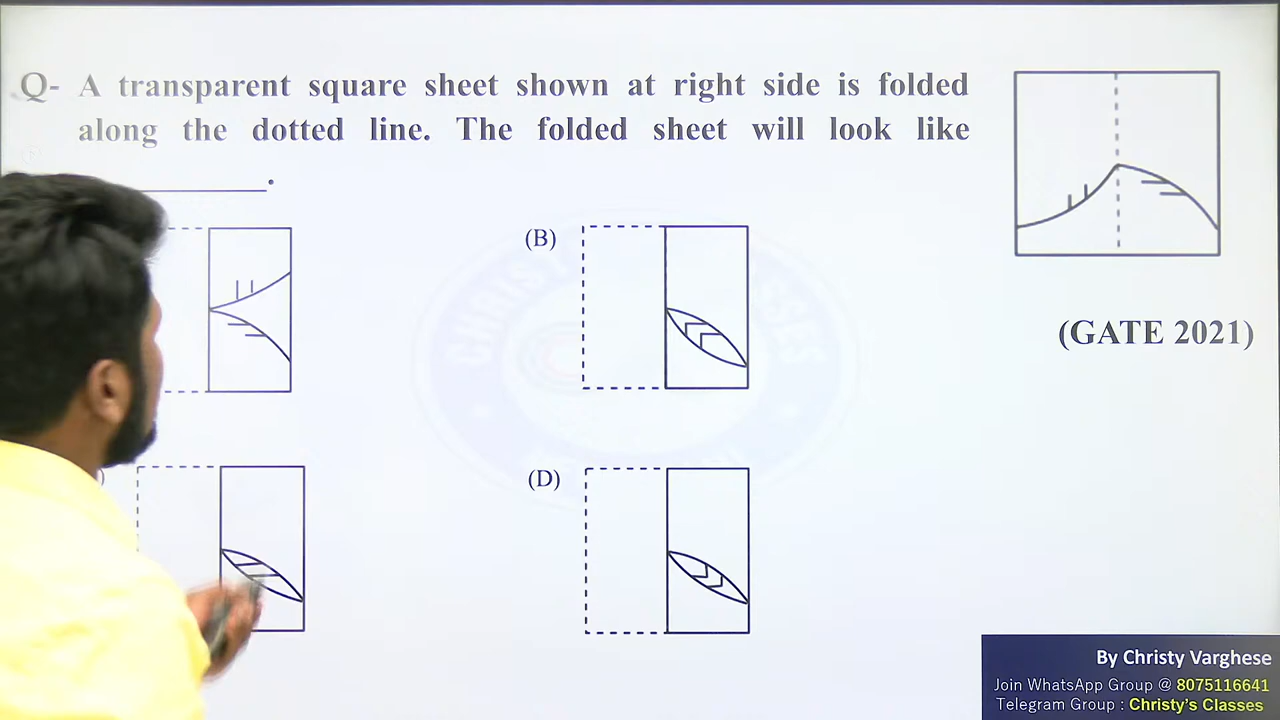 Q- A transparent square sheet shown at right side is folded
along the dotted line. The folded sheet will look like
.
(B)
(GATE 2021)
(D)
By Christy Varghese
Join WhatsApp Group @ 8075116641
Telegram Group : Christy's Classes